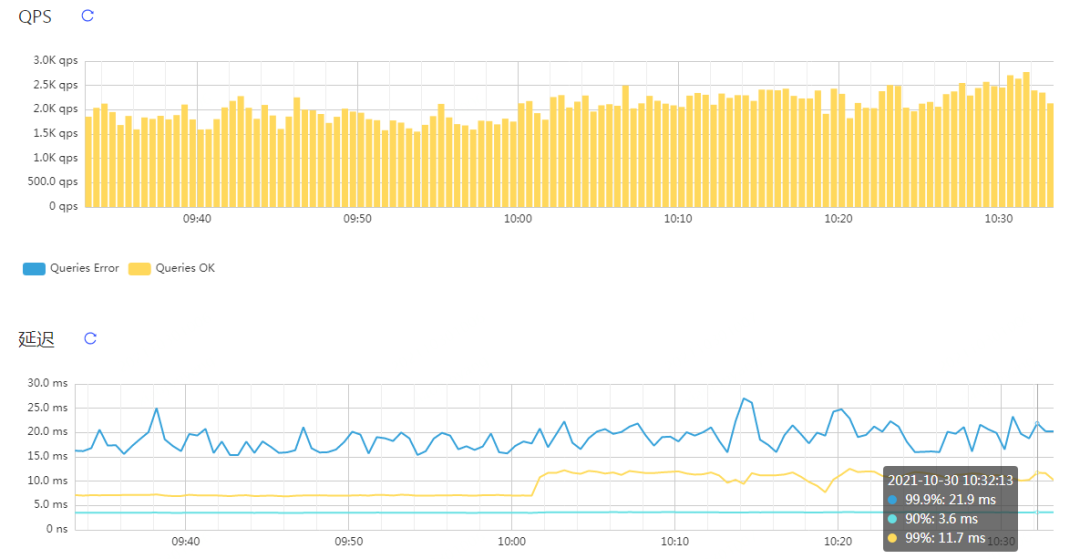 QPS
3.0K qps
2.5K qps
2.0K qps
1.5K qps
1.0K qps
500.0 qps
0 qps
09:40 09:50 10:00 10:10 10:20 10:30
Queries Error Queries OK
延迟
30.0 ms
25.0 ms
20.0 ms
15.0 ms
10.0 ms
5.0 ms
0 ns
2021-10-30 10:32:13
99.9%: 21.9 ms
90%: 3.6 ms
99%: 11.7 ms
09:40 09:50 10:00 10:10 10:20 10:30